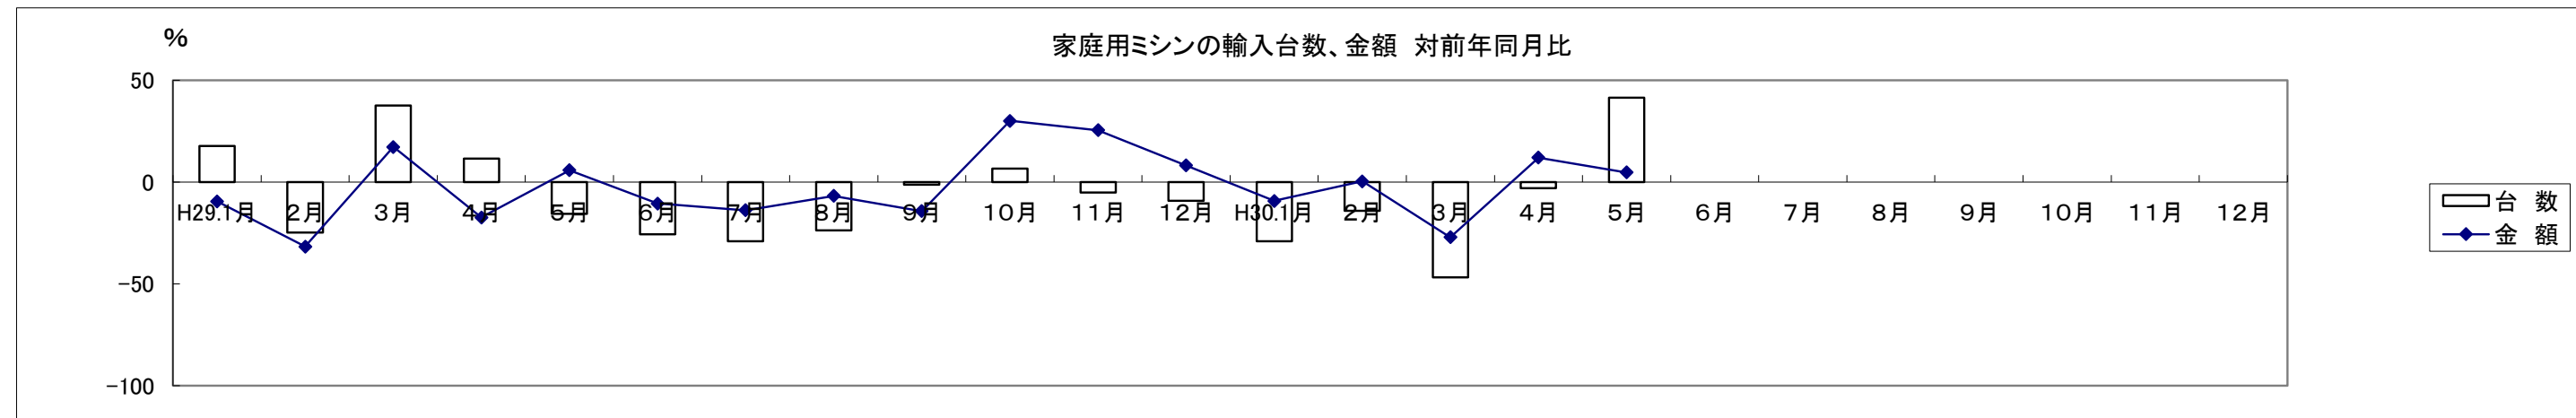 %
家庭用ミシンの輸入台数、金額 対前年同月比
50
0
-50
-100
H29.1月 2月 3月 4月 5月 6月 7月 8月 9月 10月 11月 12月 H30.1月 2月 3月 4月 5月 6月 7月 8月 9月 10月 11月 12月
台 数
金 額